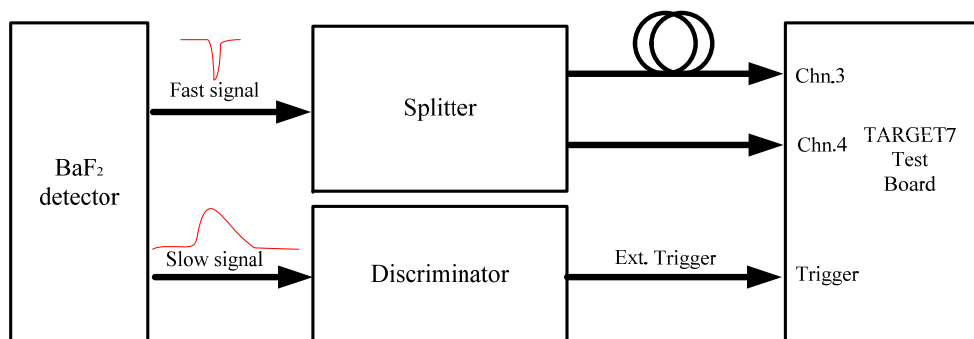 BaF₂
detector
Fast signal
Slow signal
Splitter
Discriminator
Ext. Trigger
Chn.3
Chn.4
Trigger
TARGET7
Test
Board